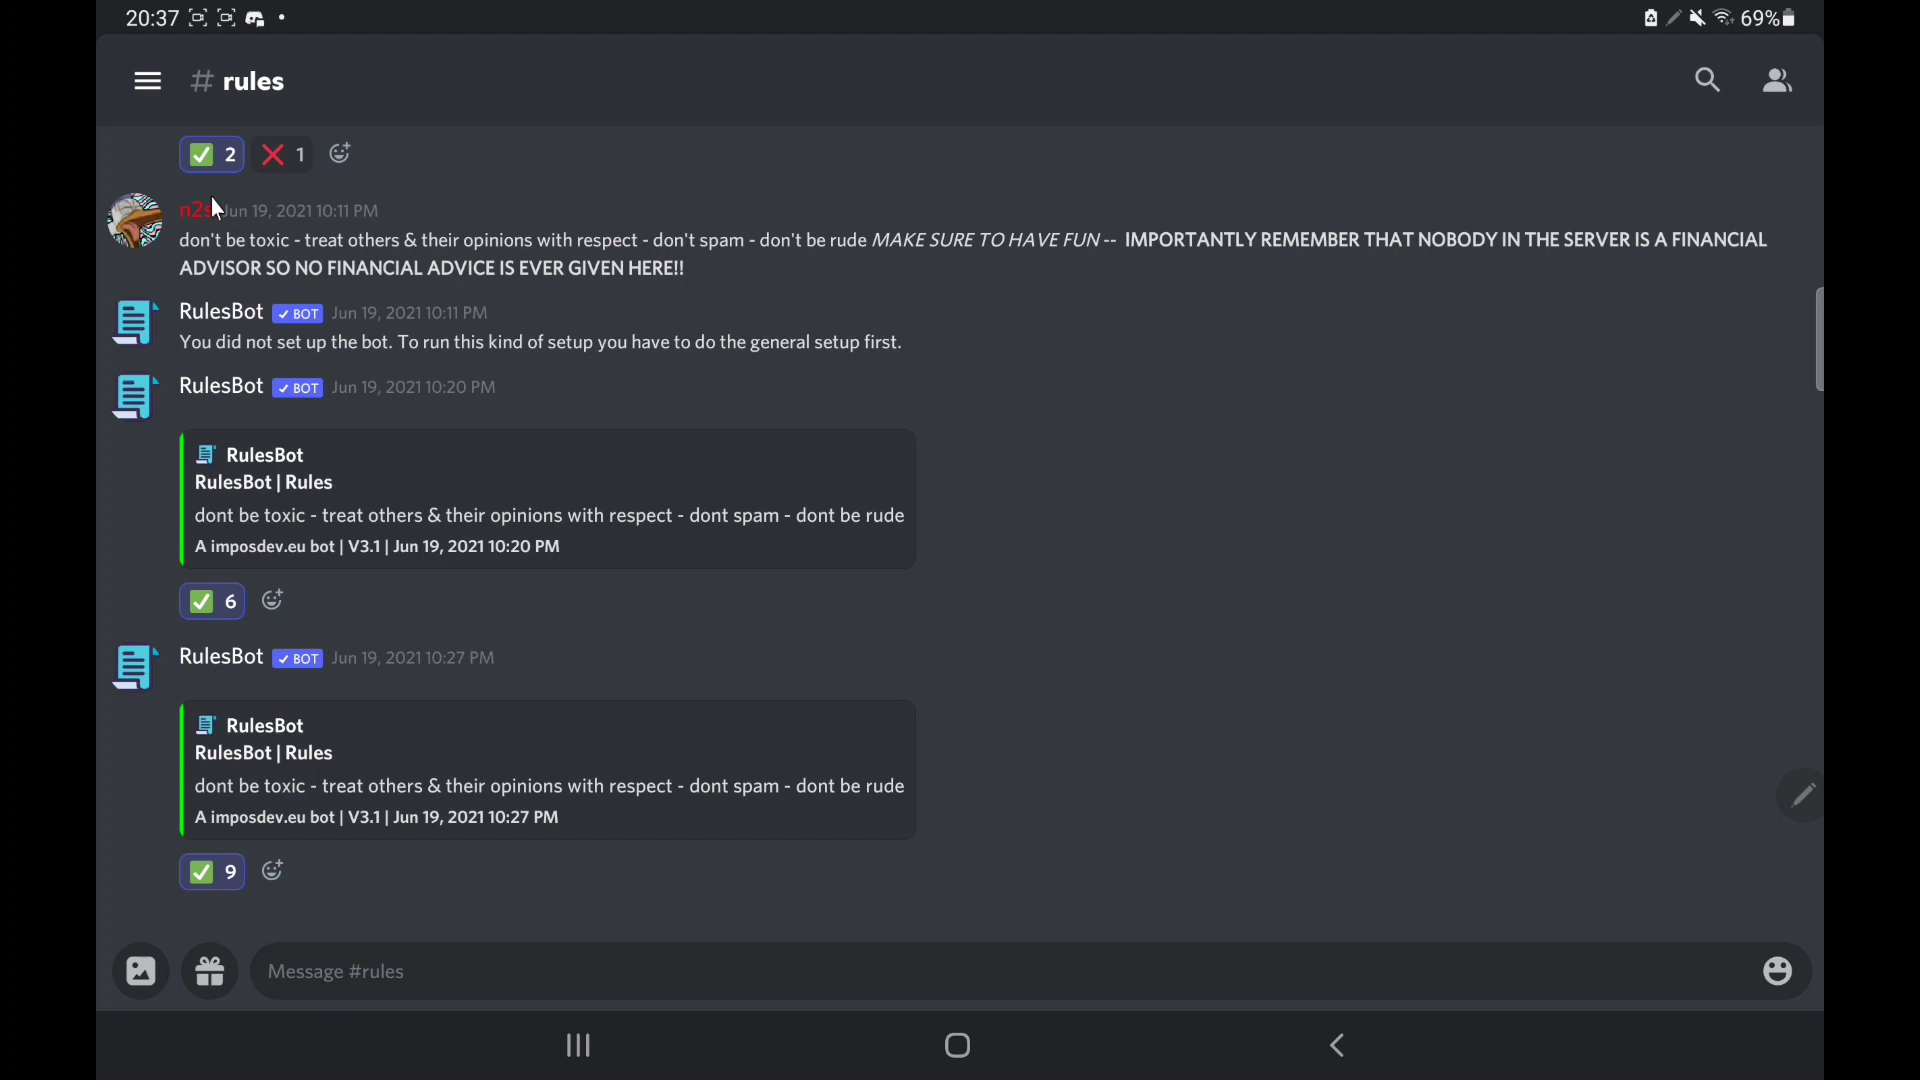 20:37
69%
# rules
2 1
n2s Jun 19, 2021 10:11 PM
don't be toxic - treat others & their opinions with respect - don't spam - don't be rude MAKE SURE TO HAVE FUN -- IMPORTANTLY REMEMBER THAT NOBODY IN THE SERVER IS A FINANCIAL
ADVISOR SO NO FINANCIAL ADVICE IS EVER GIVEN HERE!!
RulesBot ✓ BOT Jun 19, 2021 10:11 PM
You did not set up the bot. To run this kind of setup you have to do the general setup first.
RulesBot ✓ BOT Jun 19, 2021 10:20 PM
RulesBot
RulesBot | Rules
dont be toxic - treat others & their opinions with respect - dont spam - dont be rude
A imposdev.eu bot | V3.1 | Jun 19, 2021 10:20 PM
6
RulesBot ✓ BOT Jun 19, 2021 10:27 PM
RulesBot
RulesBot | Rules
dont be toxic - treat others & their opinions with respect - dont spam - dont be rude
A imposdev.eu bot | V3.1 | Jun 19, 2021 10:27 PM
9
Message #rules